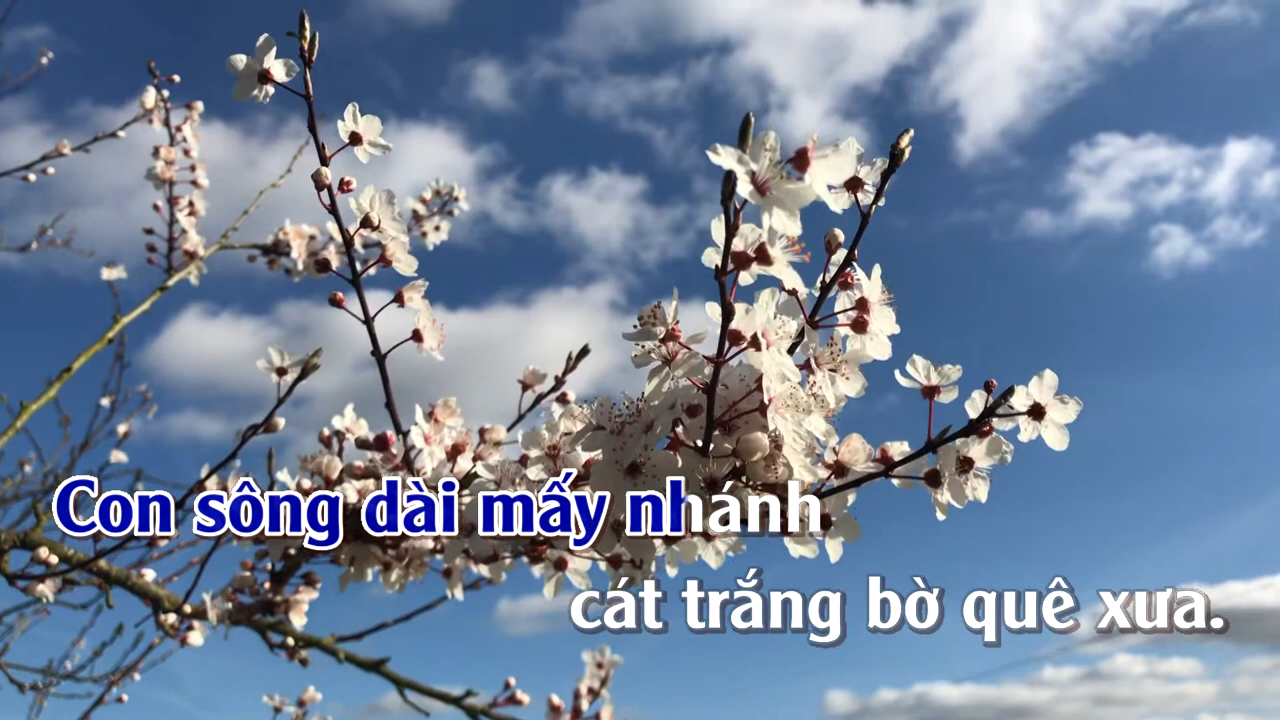 Con sông dài mấy nhánh
cát trắng bờ quê xưa.